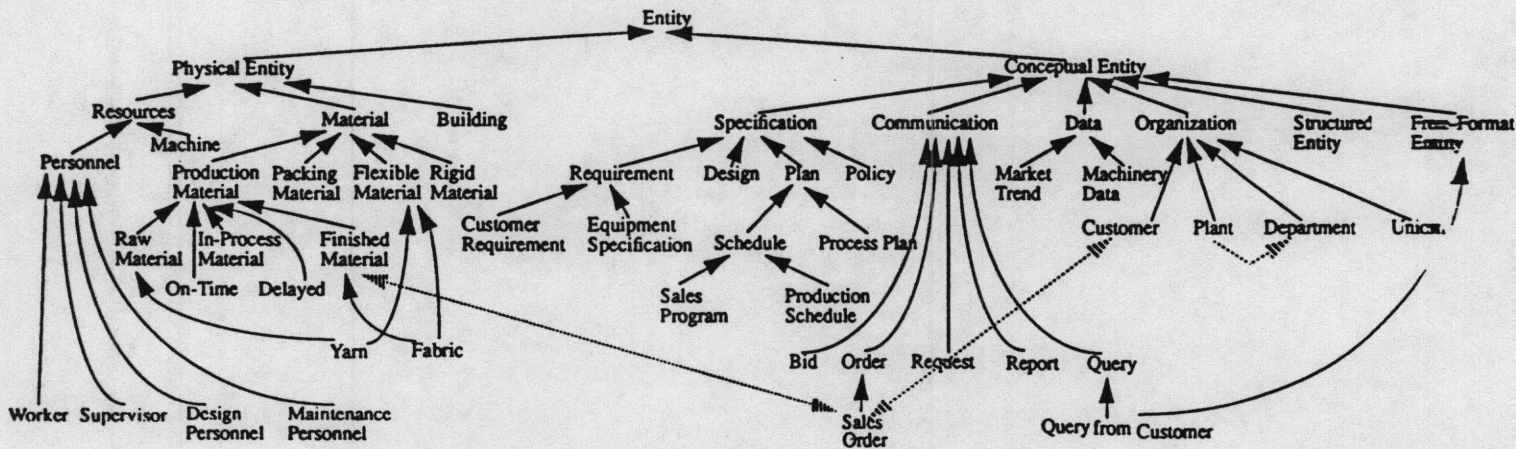 Entity
Physical Entity
Conceptual Entity
Resources
Material
Building
Specification
Communication
Data
Organization
Structured
Entity
Free-Format
Entity
Machine
Personnel
Production
Material
Packing
Material
Flexible
Material
Rigid
Material
Requirement
Design
Plan
Policy
Market
Trend
Machinery
Data
Customer
Requirement
Equipment
Specification
Schedule
Process Plan
Customer
Plant
Department
Raw
Material
In-Process
Material
Finished
Material
On-Time
Delayed
Sales
Program
Production
Schedule
Yarn
Fabric
Bid
Order
Request
Report
Query
Worker
Supervisor
Design
Personnel
Maintenance
Personnel
Sales
Order
Query from Customer